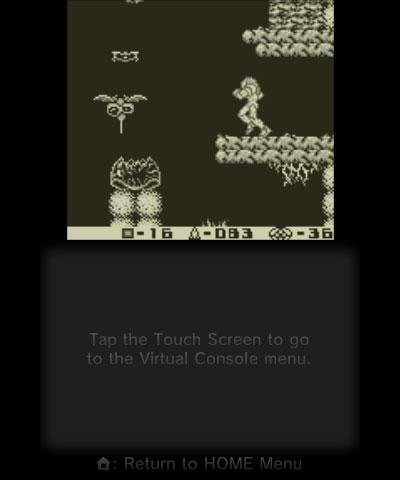 -16 -083 -36
Tap the Touch Screen to go
to the Virtual Console menu.
: Return to HOME Menu